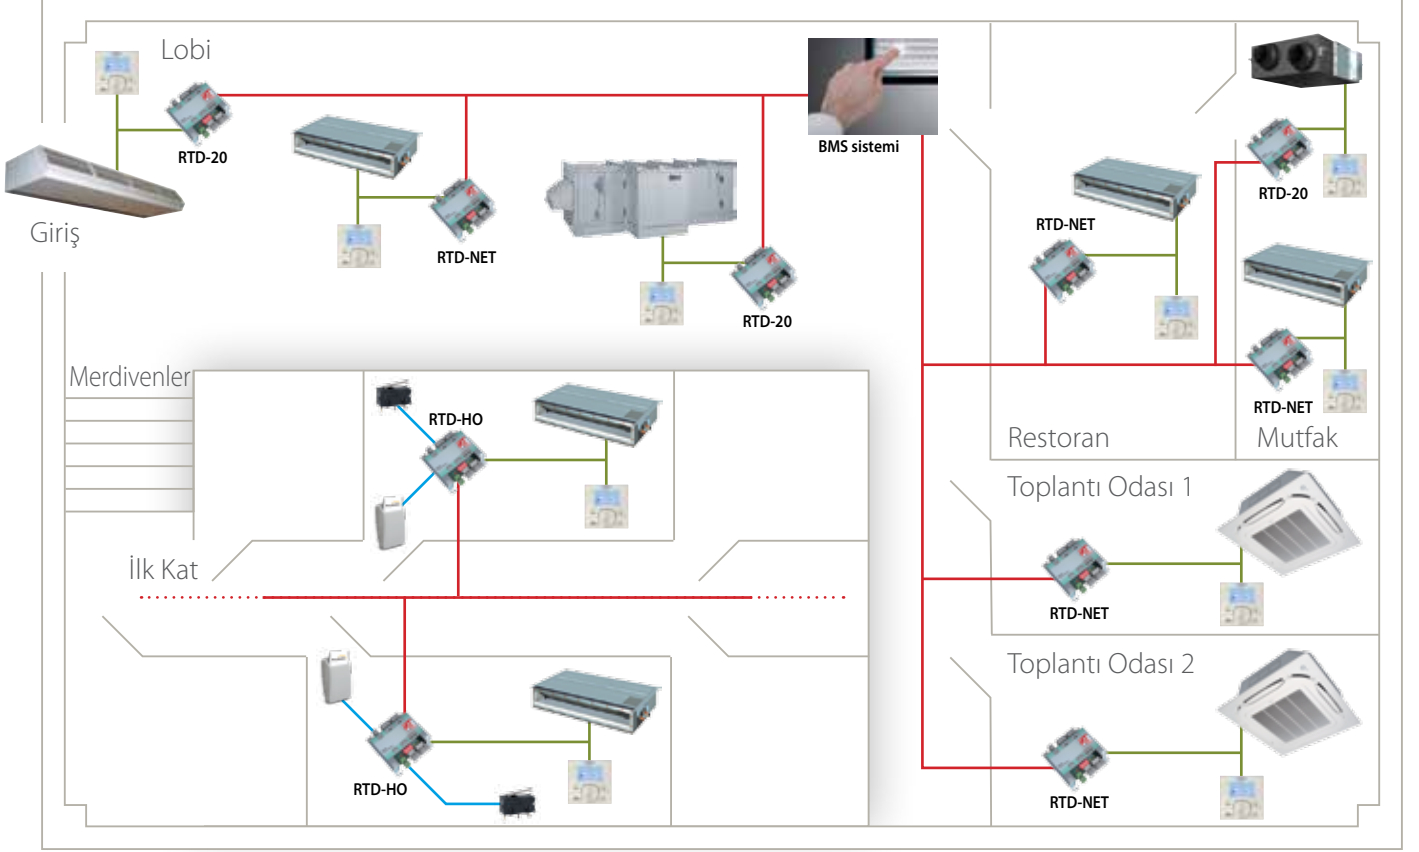 Lobi
RTD-20
Giriş
RTD-NET
RTD-20
BMS sistemi
RTD-NET
RTD-20
RTD-NET
Restoran
Mutfak
Merdivenler
RTD-HO
İlk Kat
RTD-HO
Toplantı Odası 1
RTD-NET
Toplantı Odası 2
RTD-NET